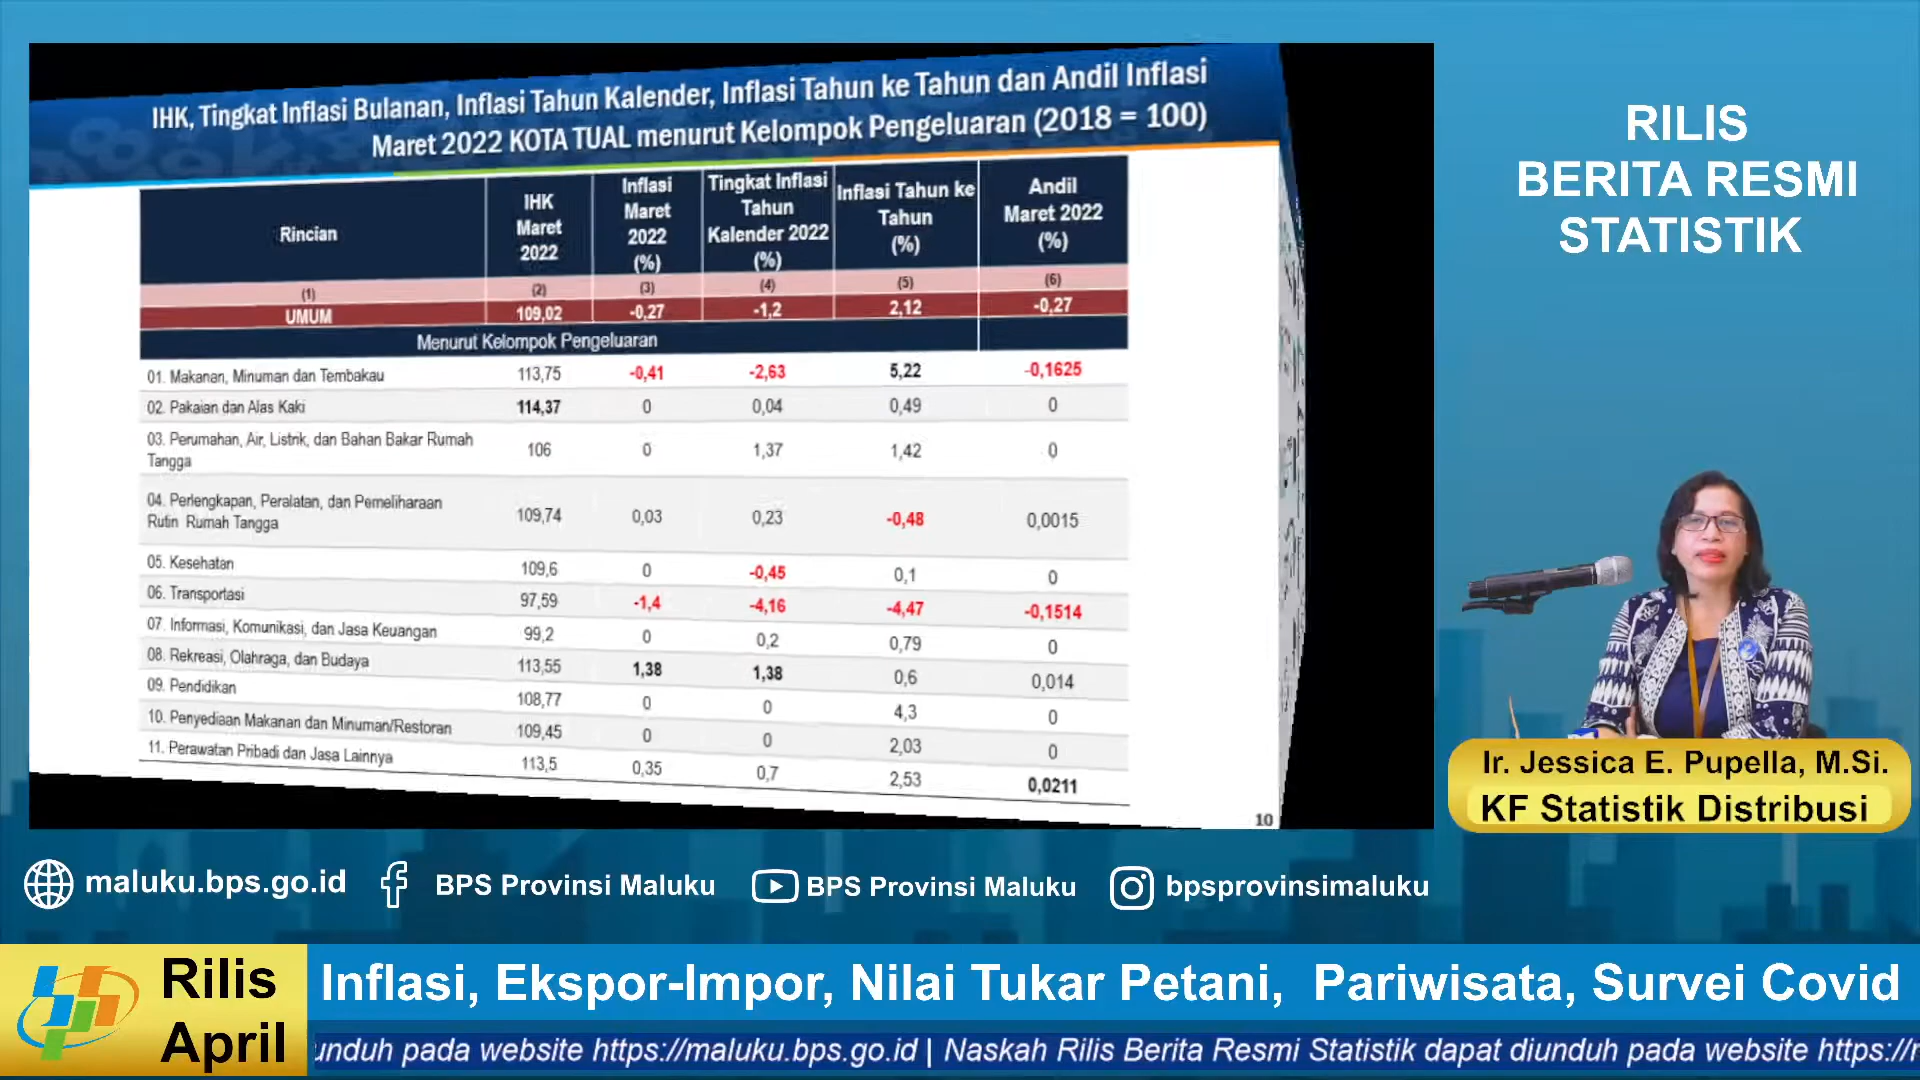 IHK, Tingkat Inflasi Bulanan, Inflasi Tahun Kalender, Inflasi Tahun ke Tahun dan Andil Inflasi
Maret 2022 KOTA TUAL menurut Kelompok Pengeluaran (2018 = 100)
Rincian IHK Maret 2022 Inflasi Maret 2022 (%) Tingkat Inflasi Tahun Kalender 2022 (%) Inflasi Tahun ke Tahun (%) Andil Maret 2022 (%)
(1) (2) (3) (4) (5) (6)
UMUM 109,02 -0,27 -1,2 2,12 -0,27
Menurut Kelompok Pengeluaran
01. Makanan, Minuman dan Tembakau 113,75 -0,41 -2,63 5,22 -0,1625
02. Pakaian dan Alas Kaki 114,37 0 0,04 0,49 0
03. Perumahan, Air, Listrik, dan Bahan Bakar Rumah
Tangga 106 0 1,37 1,42 0
04. Perlengkapan, Peralatan, dan Pemeliharaan
Rutin Rumah Tangga 109,74 0,03 0,23 -0,48 0,0015
05. Kesehatan 109,6 0 -0,45 0,1 0
06. Transportasi 97,59 -1,4 -4,16 -4,47 -0,1514
07. Informasi, Komunikasi, dan Jasa Keuangan 99,2 0 0,2 0,79 0
08. Rekreasi, Olahraga, dan Budaya 113,55 1,38 1,38 0,6 0,014
09. Pendidikan 108,77 0 0 4,3 0
10. Penyediaan Makanan dan Minuman/Restoran 109,45 0 0 2,03 0
11. Perawatan Pribadi dan Jasa Lainnya 113,5 0,35 0,7 2,53 0,0211
10
RILIS
BERITA RESMI
STATISTIK
Ir. Jessica E. Pupella, M.Si.
KF Statistik Distribusi
maluku.bps.go.id BPS Provinsi Maluku BPS Provinsi Maluku bpsprovinsimaluku
Rilis
April
Inflasi, Ekspor-Impor, Nilai Tukar Petani, Pariwisata, Survei Covid
unduh pada website https://maluku.bps.go.id | Naskah Rilis Berita Resmi Statistik dapat diunduh pada website https://